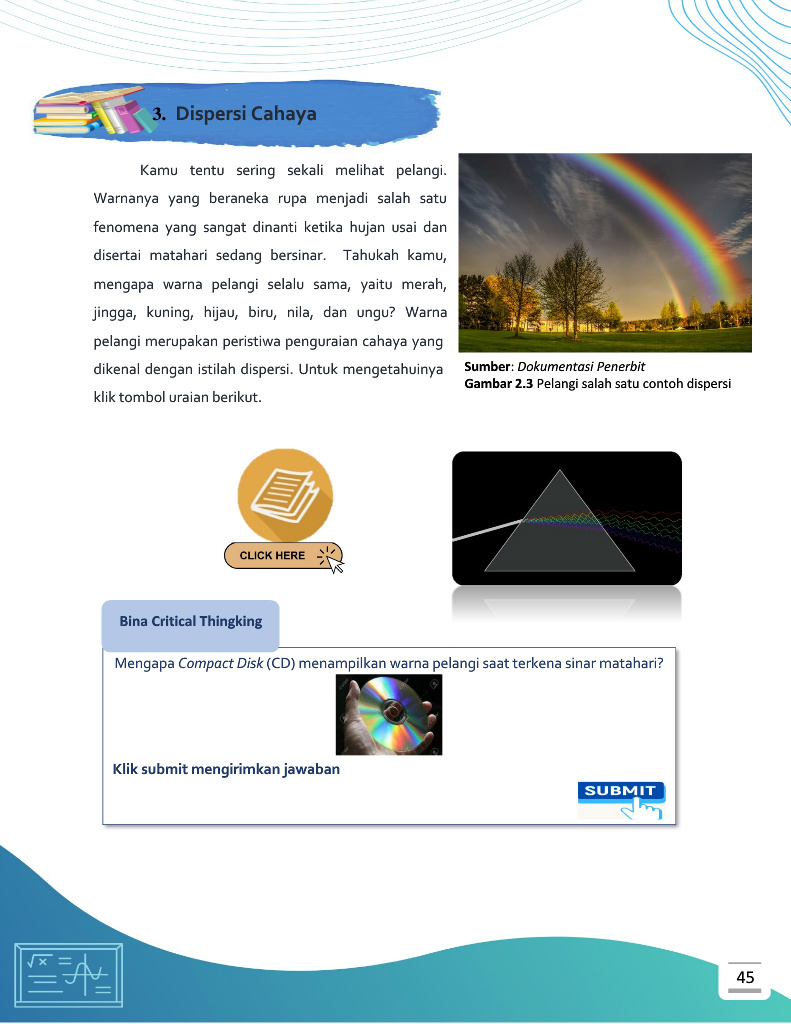 3. Dispersi Cahaya
Kamu tentu sering sekali melihat pelangi.
Warnanya yang beraneka rupa menjadi salah satu
fenomena yang sangat dinanti ketika hujan usai dan
disertai matahari sedang bersinar. Tahukah kamu,
mengapa warna pelangi selalu sama, yaitu merah,
jingga, kuning, hijau, biru, nila, dan ungu? Warna
pelangi merupakan peristiwa penguraian cahaya yang
dikenal dengan istilah dispersi. Untuk mengetahuinya
klik tombol uraian berikut.
Sumber: Dokumentasi Penerbit
Gambar 2.3 Pelangi salah satu contoh dispersi
CLICK HERE
Bina Critical Thingking
Mengapa Compact Disk (CD) menampilkan warna pelangi saat terkena sinar matahari?
Klik submit mengirimkan jawaban
SUBMIT
√x
45